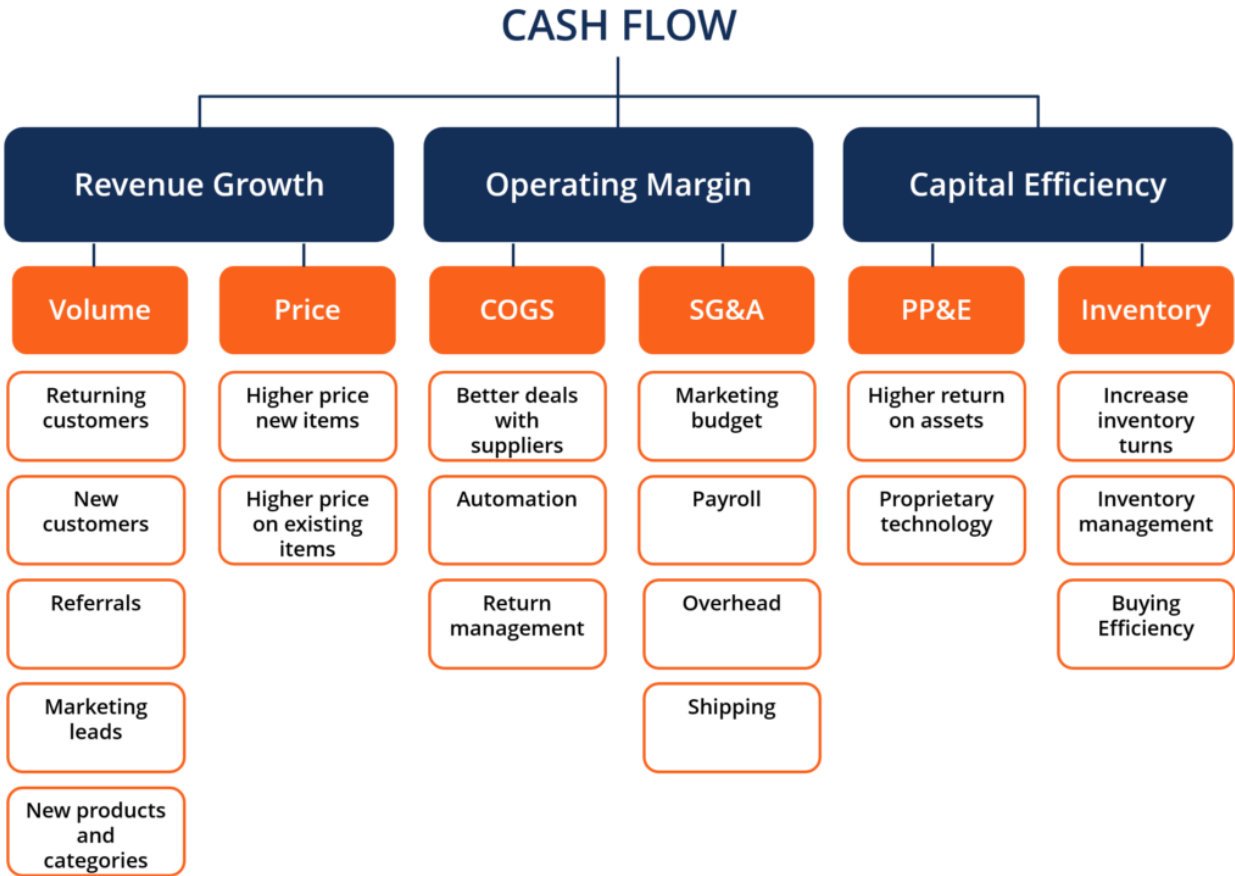 CASH FLOW
Revenue Growth
Operating Margin
Capital Efficiency
Volume
Price
COGS
SG&A
PP&E
Inventory
Returning
customers
Higher price
new items
Better deals
with
suppliers
Marketing
budget
Higher return
on assets
Increase
inventory
turns
New
customers
Higher price
on existing
items
Automation
Payroll
Proprietary
technology
Inventory
management
Referrals
Return
management
Overhead
Buying
Efficiency
Marketing
leads
Shipping
New products
and
categories